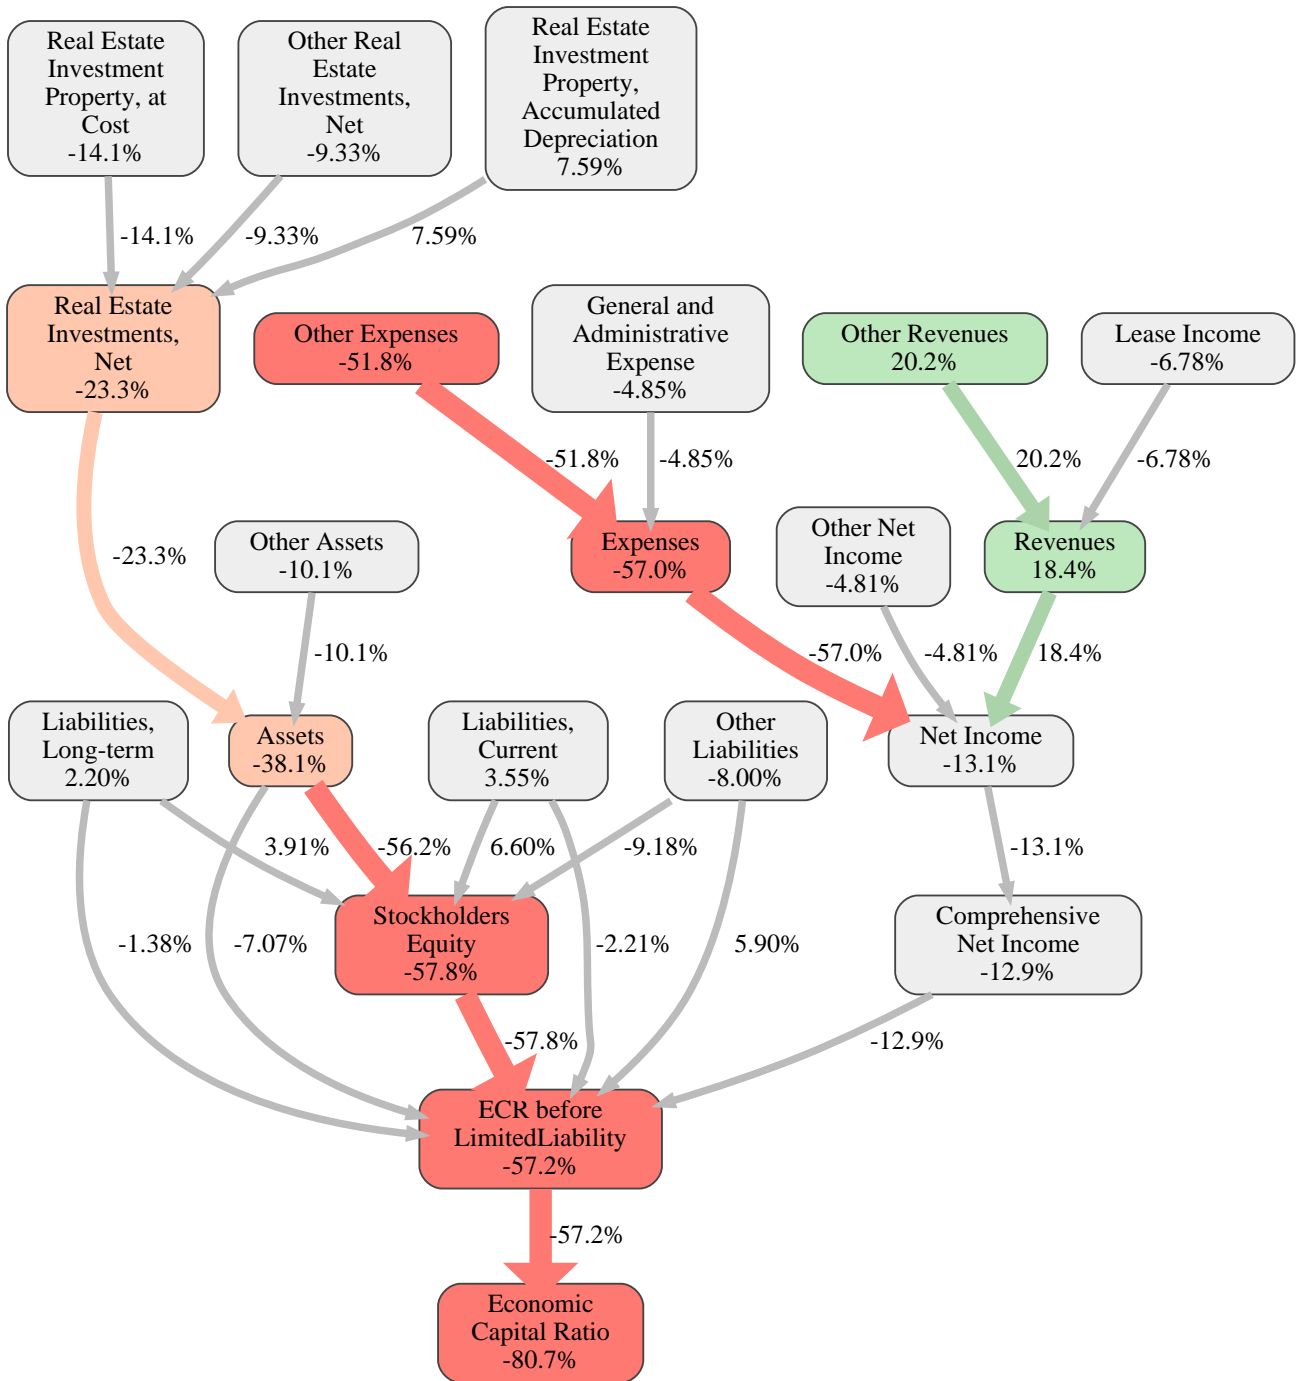 Real Estate
Investment
Property, at
Cost
-14.1%
Other Real
Estate
Investments,
Net
-9.33%
Real Estate
Investment
Property,
Accumulated
Depreciation
7.59%
-14.1%
-9.33%
7.59%
Real Estate
Investments,
Net
-23.3%
Other Expenses
-51.8%
General and
Administrative
Expense
-4.85%
Other Revenues
20.2%
Lease Income
-6.78%
-51.8%
-4.85%
20.2%
-6.78%
-23.3%
Other Assets
-10.1%
Expenses
-57.0%
Other Net
Income
-4.81%
Revenues
18.4%
-10.1%
-57.0%
-4.81%
18.4%
Liabilities,
Long-term
2.20%
Assets
-38.1%
Liabilities,
Current
3.55%
Other
Liabilities
-8.00%
Net Income
-13.1%
3.91%
-56.2%
6.60%
-9.18%
-13.1%
-1.38%
-7.07%
Stockholders
Equity
-57.8%
-2.21%
5.90%
Comprehensive
Net Income
-12.9%
-57.8%
-12.9%
ECR before
LimitedLiability
-57.2%
-57.2%
Economic
Capital Ratio
-80.7%